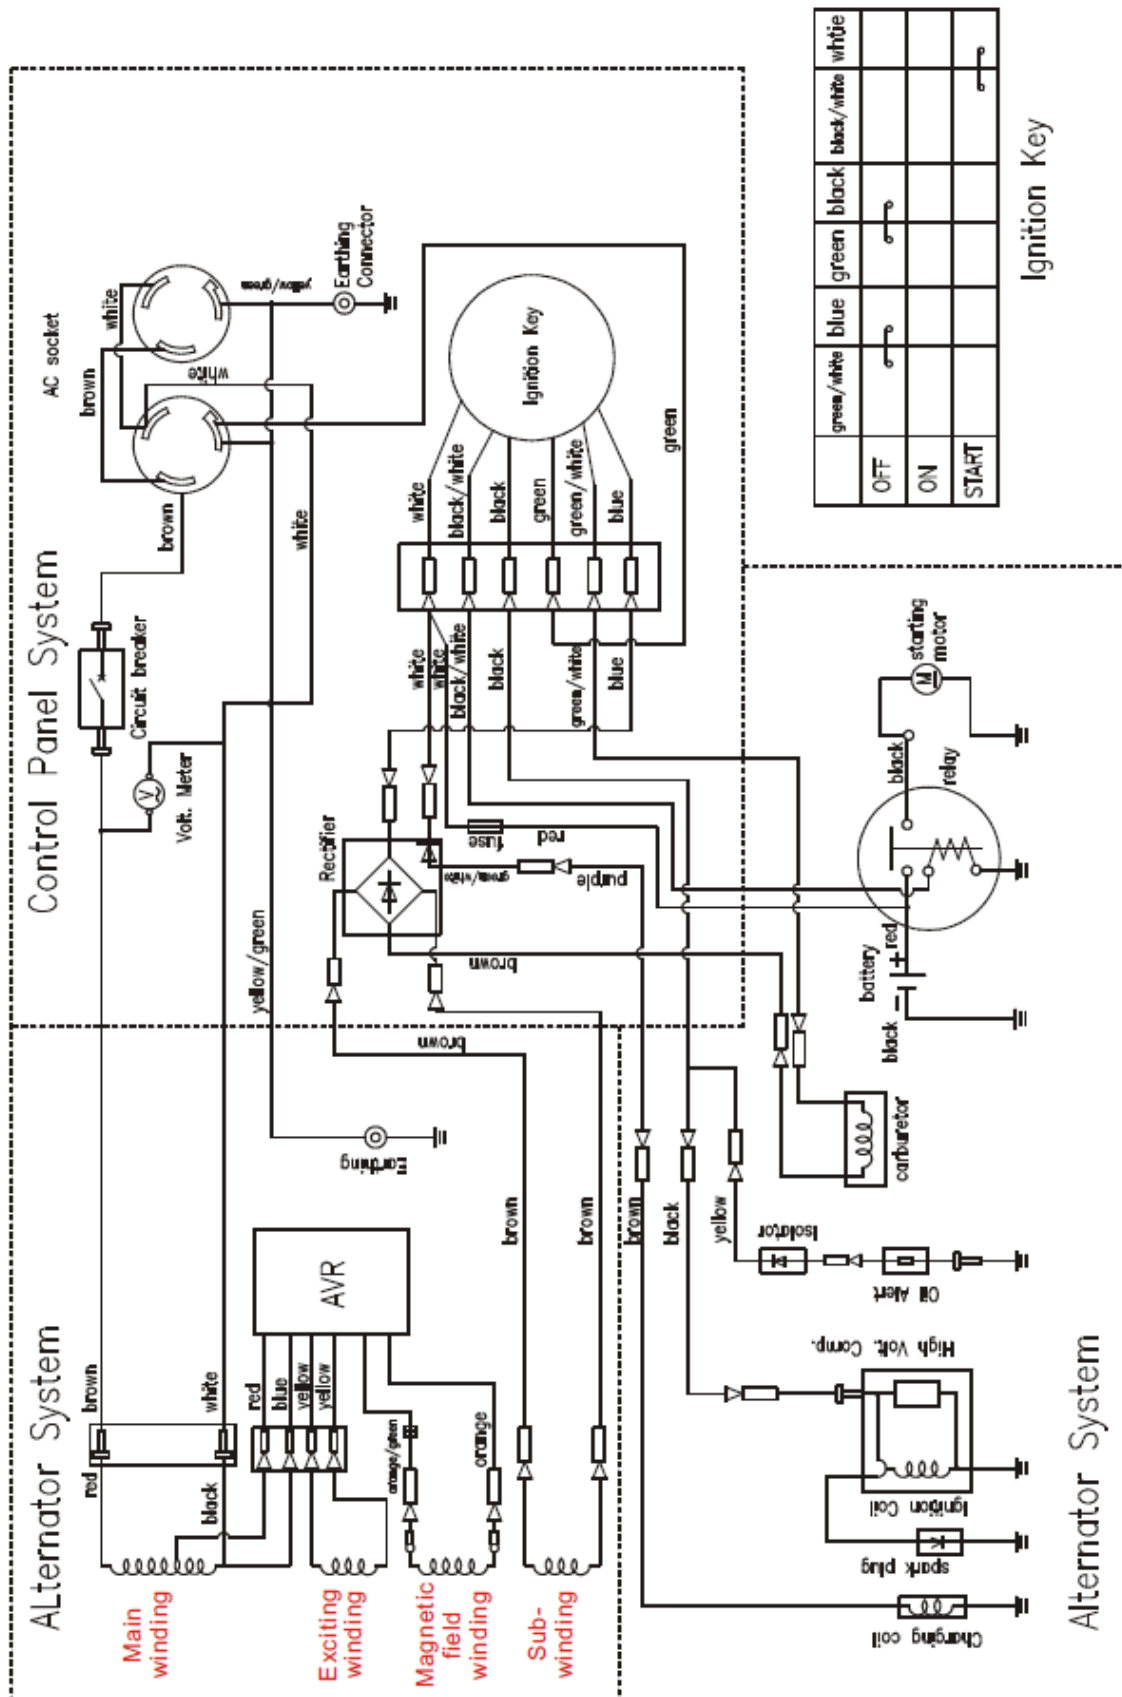 Control Panel System
AC socket
white
brown
white
yellow/green
Earthing
Connector
brown
white
Circuit breaker
V
Volt. Meter
yellow/green
Rectifier
green/white
fuse
red
purple
brown
Ignition Key
white
black/white
black
green
green/white
blue
green
white
white
black/white
black
green/white
blue
green/white blue green black black/white whtie
OFF
ON
START
Ignition Key
M
starting
motor
black
relay
red
+
battery
-
black
carburetor
ALternator System
brown
red
white
black
Main
winding
AVR
red
blue
yellow
yellow
Exciting
winding
orange/green
orange
Magnetic
field
winding
Earthing
brown
brown
brown
Sub-
winding
brown
black
yellow
Isolator
Oil Alert
High Volt. Comp.
Ignition Coil
spark plug
Charging coil
Alternator System